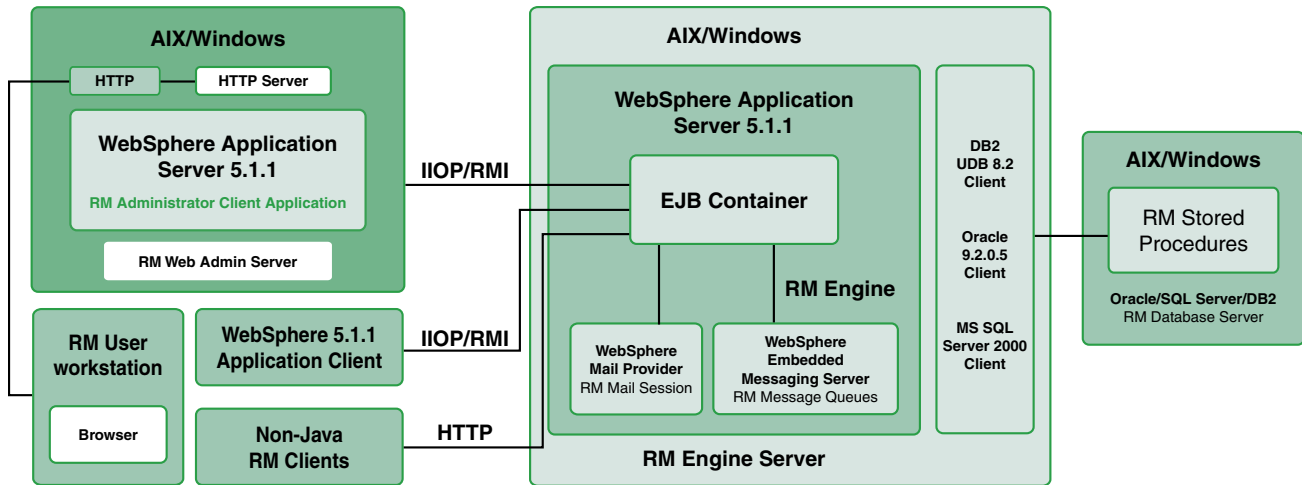 AIX/Windows
HTTP
HTTP Server
WebSphere Application
Server 5.1.1
RM Administrator Client Application
RM Web Admin Server
RM User
workstation
Browser
WebSphere 5.1.1
Application Client
Non-Java
RM Clients
IIOP/RMI
IIOP/RMI
HTTP
AIX/Windows
WebSphere Application
Server 5.1.1
EJB Container
RM Engine
WebSphere
Mail Provider
RM Mail Session
WebSphere
Embedded
Messaging Server
RM Message Queues
RM Engine Server
DB2
UDB 8.2
Client
Oracle
9.2.0.5
Client
MS SQL
Server 2000
Client
AIX/Windows
RM Stored
Procedures
Oracle/SQL Server/DB2
RM Database Server